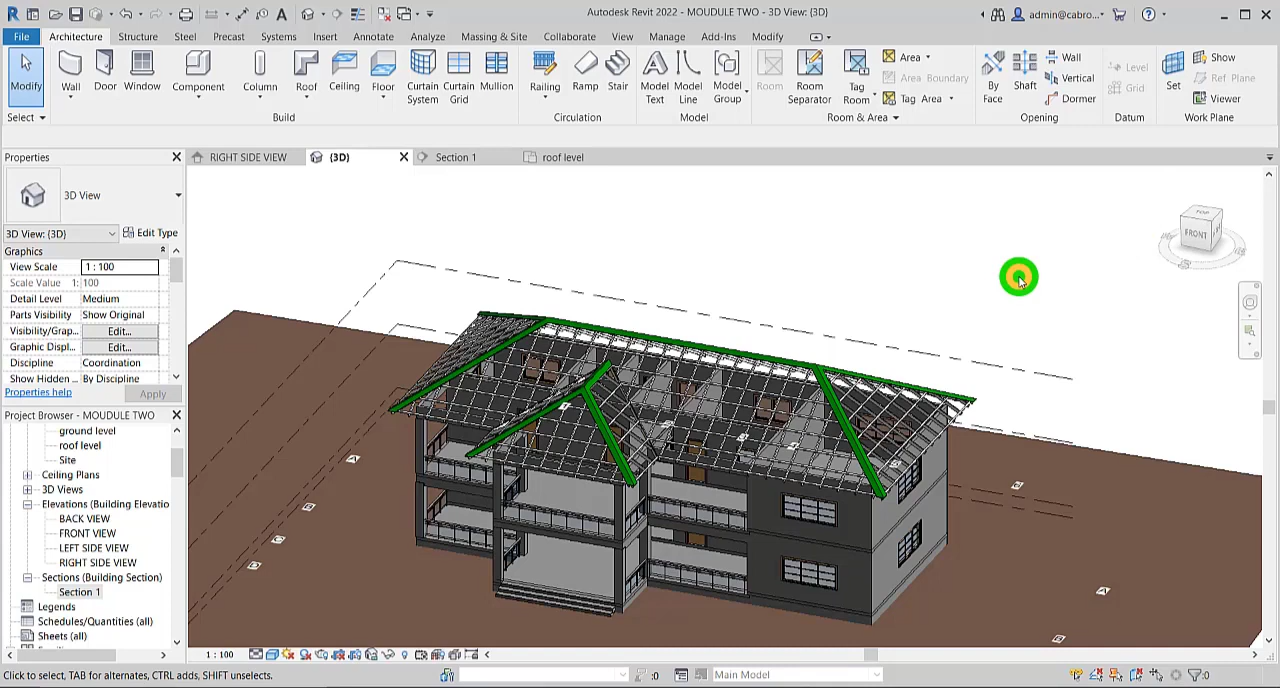 Autodesk Revit 2022 - MOUDULE TWO - 3D View: {3D}
admin@cabro...
File Architecture Structure Steel Precast Systems Insert Annotate Analyze Massing & Site Collaborate View Manage Add-Ins Modify
Modify Wall Door Window Component Column Roof Ceiling Floor Curtain System Curtain Grid Mullion Railing Ramp Stair Model Text Model Line Model Group Room Room Separator Tag Room Area Area Boundary Tag Area By Face Shaft Wall Vertical Dormer Level Grid Set Show Ref Plane Viewer
Select Build Circulation Model Room & Area Opening Datum Work Plane
Properties
RIGHT SIDE VIEW {3D} Section 1 roof level
3D View
3D View: {3D} Edit Type
Graphics
View Scale 1 : 100
Scale Value 1: 100
Detail Level Medium
Parts Visibility Show Original
Visibility/Grap... Edit...
Graphic Displ... Edit...
Discipline Coordination
Show Hidden ... By Discipline
Properties help Apply
Project Browser - MOUDULE TWO
ground level
roof level
Site
Ceiling Plans
3D Views
Elevations (Building Elevatio
BACK VIEW
FRONT VIEW
LEFT SIDE VIEW
RIGHT SIDE VIEW
Sections (Building Section)
Section 1
Legends
Schedules/Quantities (all)
Sheets (all)
TOP
FRONT
1 : 100
Click to select, TAB for alternates, CTRL adds, SHIFT unselects.
:0 Main Model :0